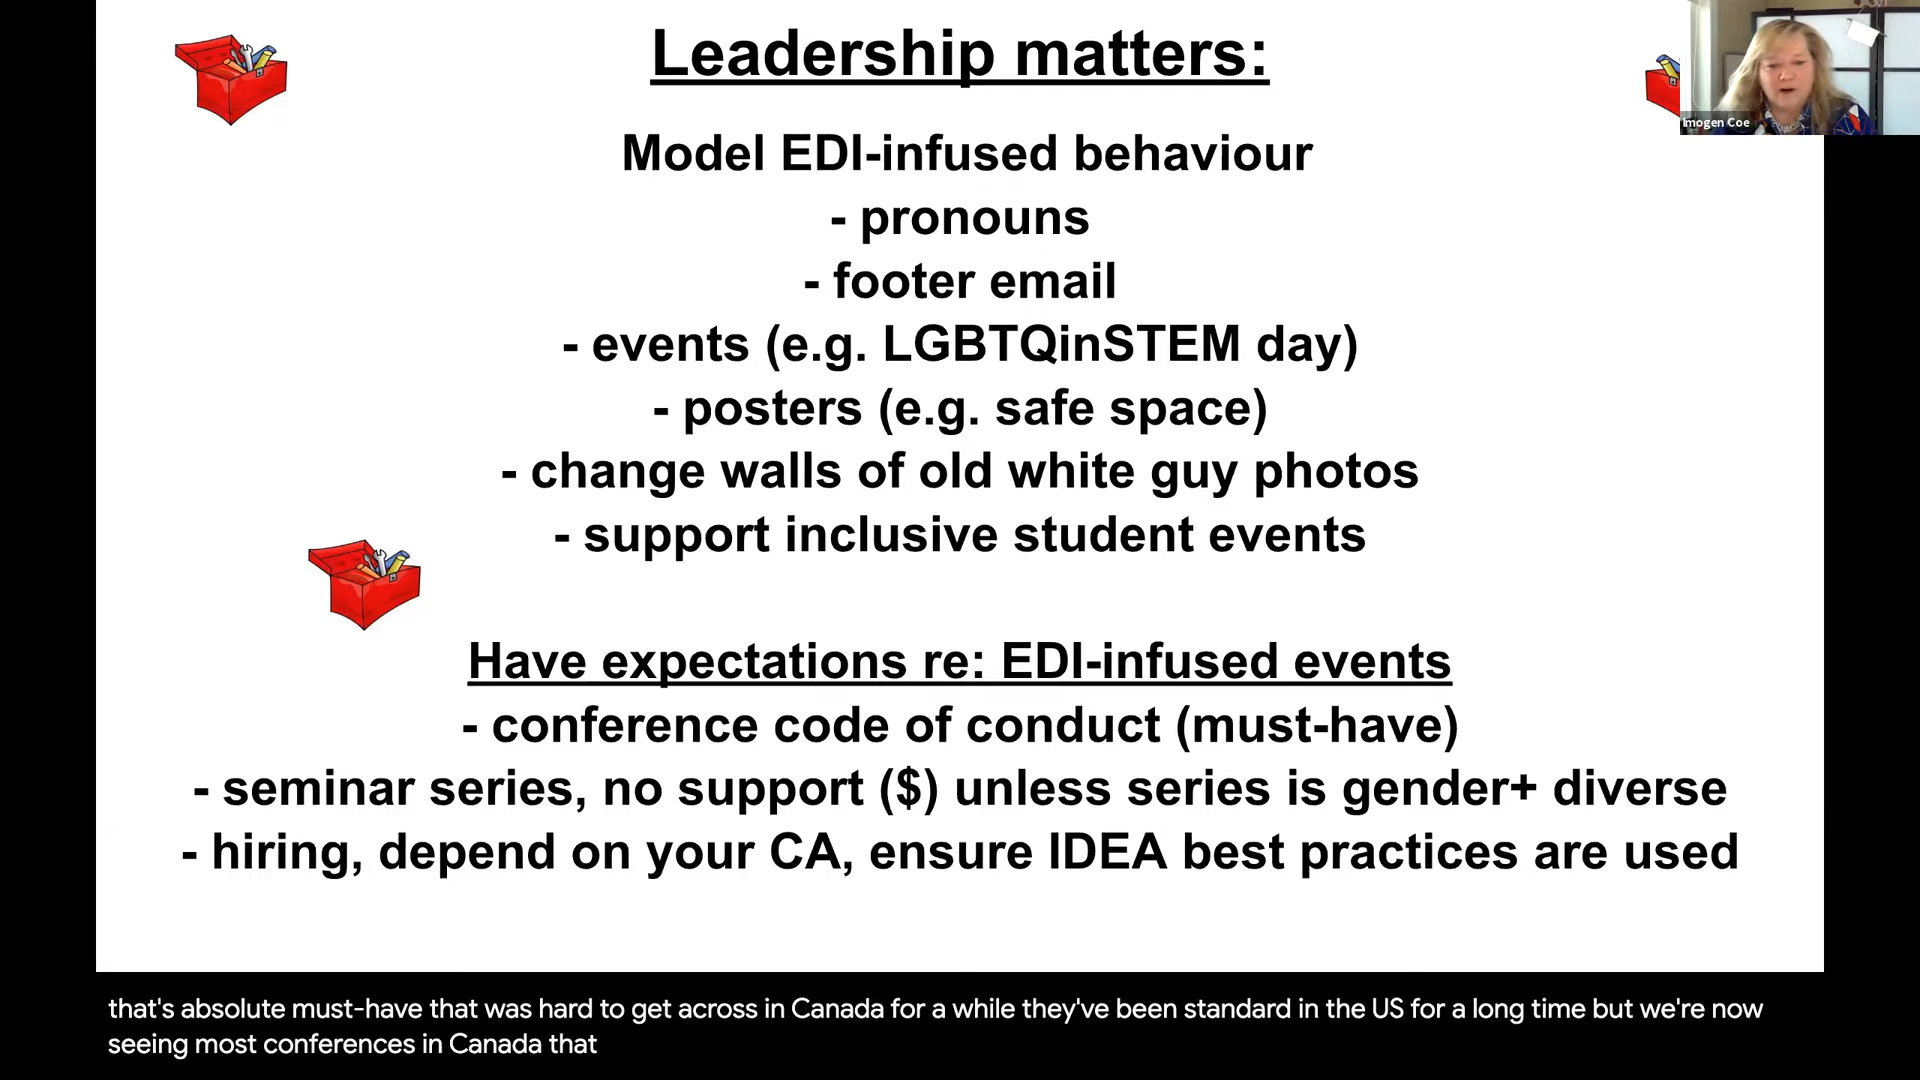 Leadership matters:
Imogen Coe
Model EDI-infused behaviour
- pronouns
- footer email
- events (e.g. LGBTQinSTEM day)
- posters (e.g. safe space)
- change walls of old white guy photos
- support inclusive student events
Have expectations re: EDI-infused events
- conference code of conduct (must-have)
- seminar series, no support ($) unless series is gender+ diverse
- hiring, depend on your CA, ensure IDEA best practices are used
that's absolute must-have that was hard to get across in Canada for a while they've been standard in the US for a long time but we're now
seeing most conferences in Canada that